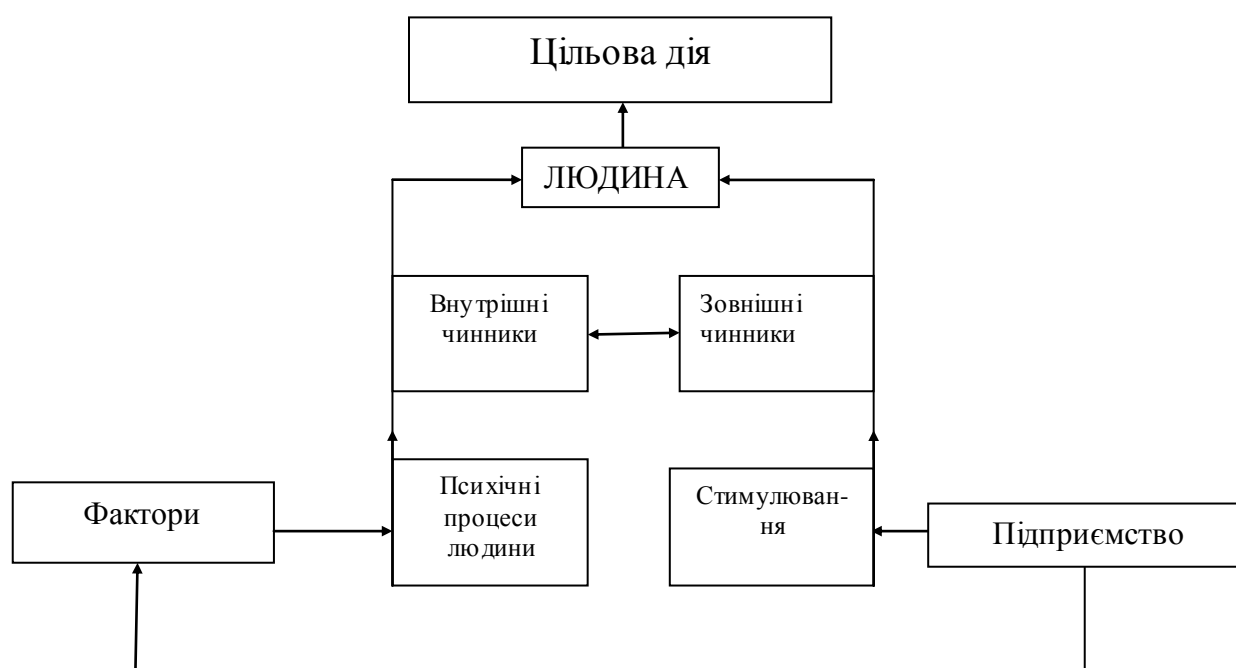 Цільова дія
ЛЮДИНА
Внутрішні
чинники
Зовнішні
чинники
Фактори
Психічні
процеси
людини
Стимулюван-
ня
Підприємство